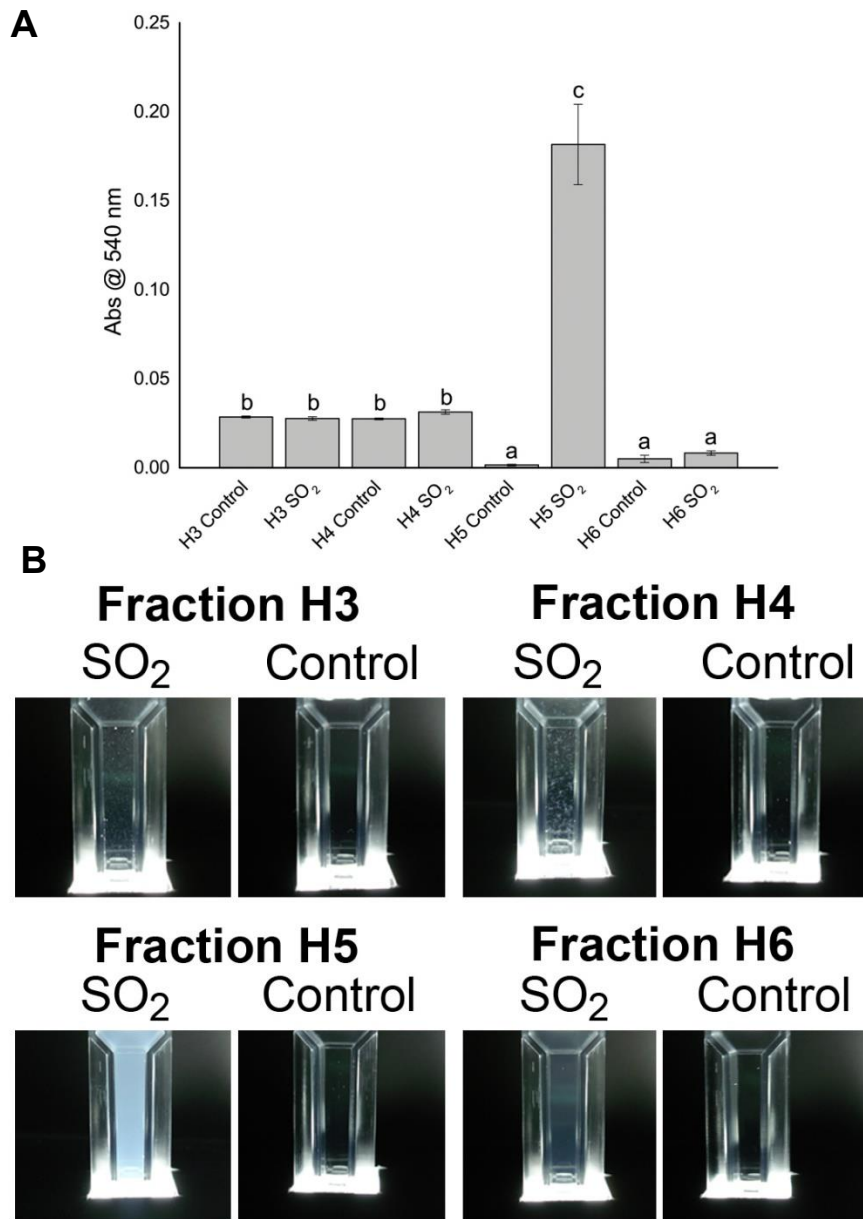 A
0.25
0.20
0.15
0.10
0.05
0.00
Abs @ 540 nm
b
b
b
b
a
c
a
a
H3 Control
H3 SO₂
H4 Control
H4 SO₂
H5 Control
H5 SO₂
H6 Control
H6 SO₂
B
Fraction H3
Fraction H4
SO₂ Control
SO₂ Control
Fraction H5
Fraction H6
SO₂ Control
SO₂ Control